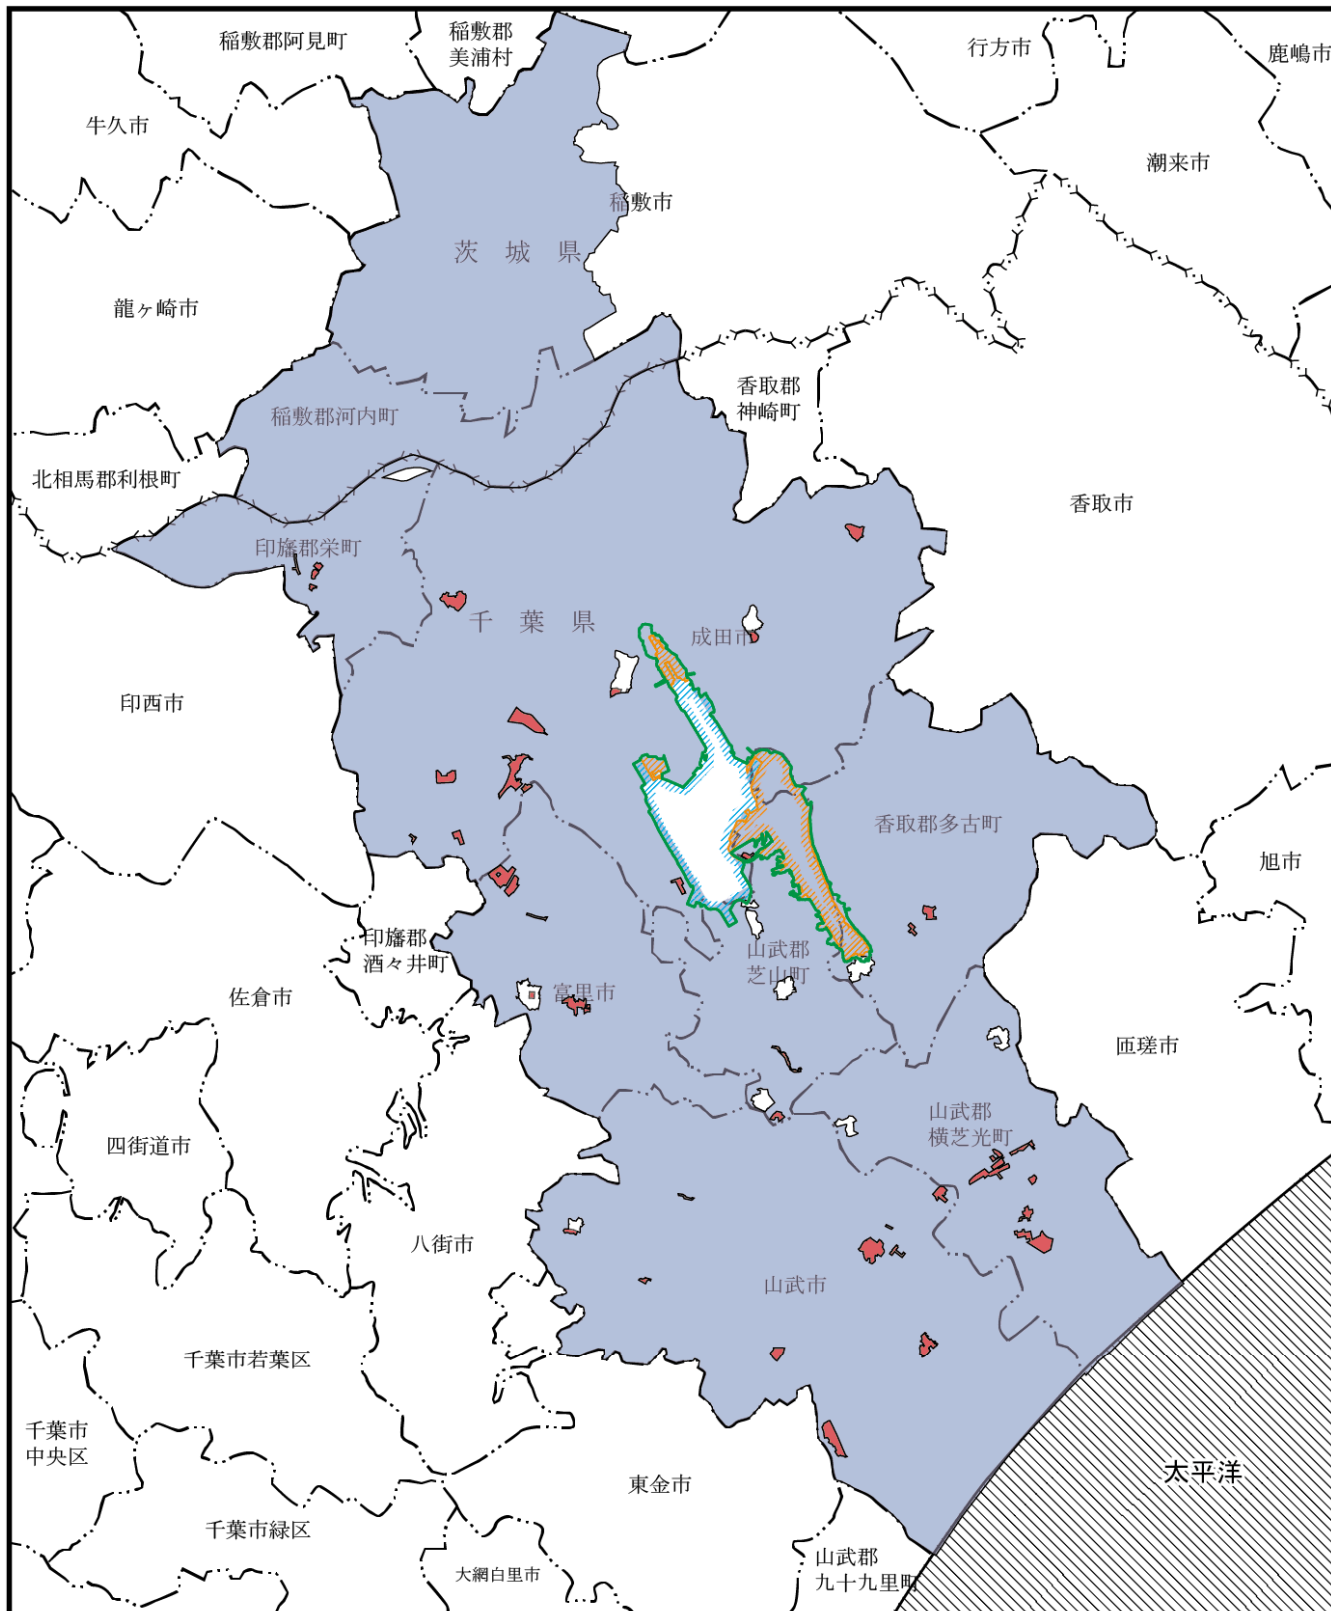 稲敷郡阿見町
稲敷郡
美浦村
行方市
鹿嶋市
牛久市
潮来市
稲敷市
茨城県
龍ヶ崎市
香取郡
神崎町
稲敷郡河内町
北相馬郡利根町
香取市
印旛郡栄町
千葉県
成田市
印西市
香取郡多古町
旭市
印旛郡
酒々井町
山武郡
芝山町
富里市
佐倉市
匝瑳市
山武郡
横芝光町
四街道市
八街市
山武市
千葉市若葉区
千葉市
中央区
太平洋
東金市
千葉市緑区
山武郡
九十九里町
大網白里市